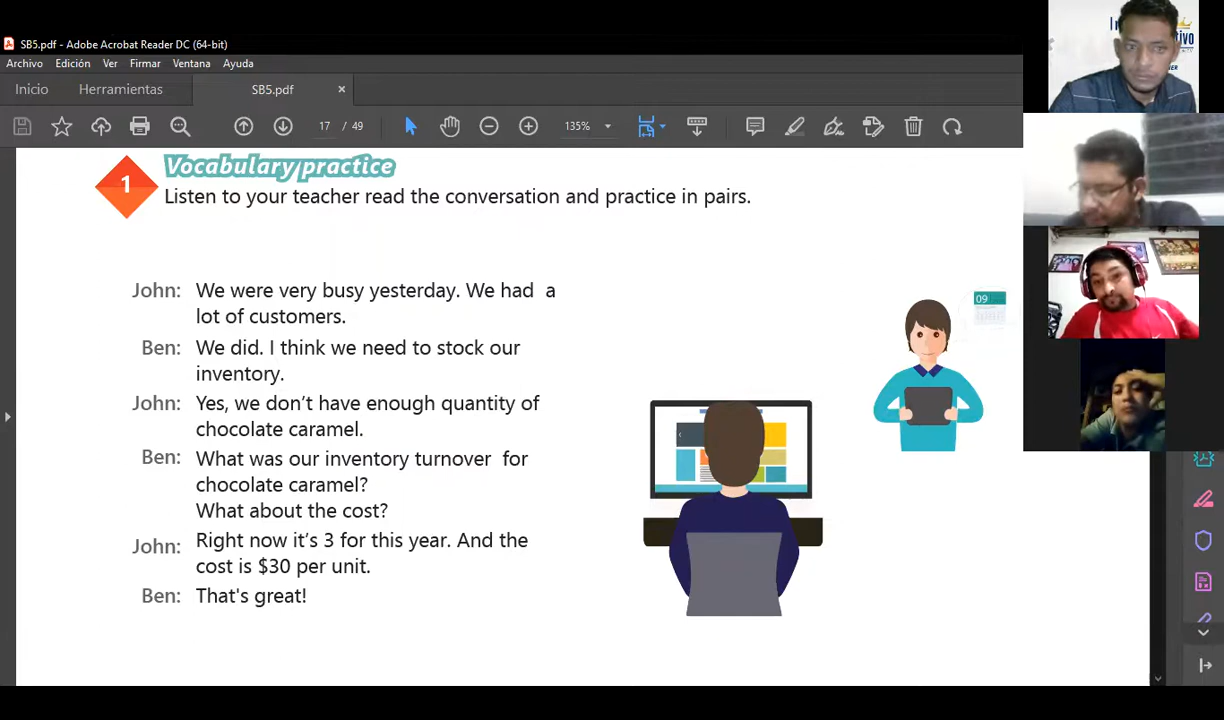 SB5.pdf - Adobe Acrobat Reader DC (64-bit)
Archivo Edición Ver Firmar Ventana Ayuda
Inicio Herramientas SB5.pdf ×
17 / 49 135%
1
Vocabulary practice
Listen to your teacher read the conversation and practice in pairs.
John: We were very busy yesterday. We had a
lot of customers.
Ben: We did. I think we need to stock our
inventory.
John: Yes, we don't have enough quantity of
chocolate caramel.
Ben: What was our inventory turnover for
chocolate caramel?
What about the cost?
John: Right now it's 3 for this year. And the
cost is $30 per unit.
Ben: That's great!
09